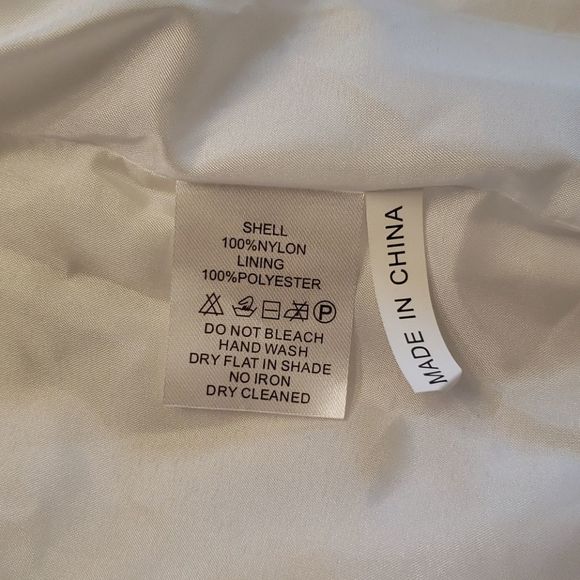 SHELL
100%NYLON
LINING
100%POLYESTER
P
DO NOT BLEACH
HAND WASH
DRY FLAT IN SHADE
NO IRON
DRY CLEANED
MADE IN CHINA